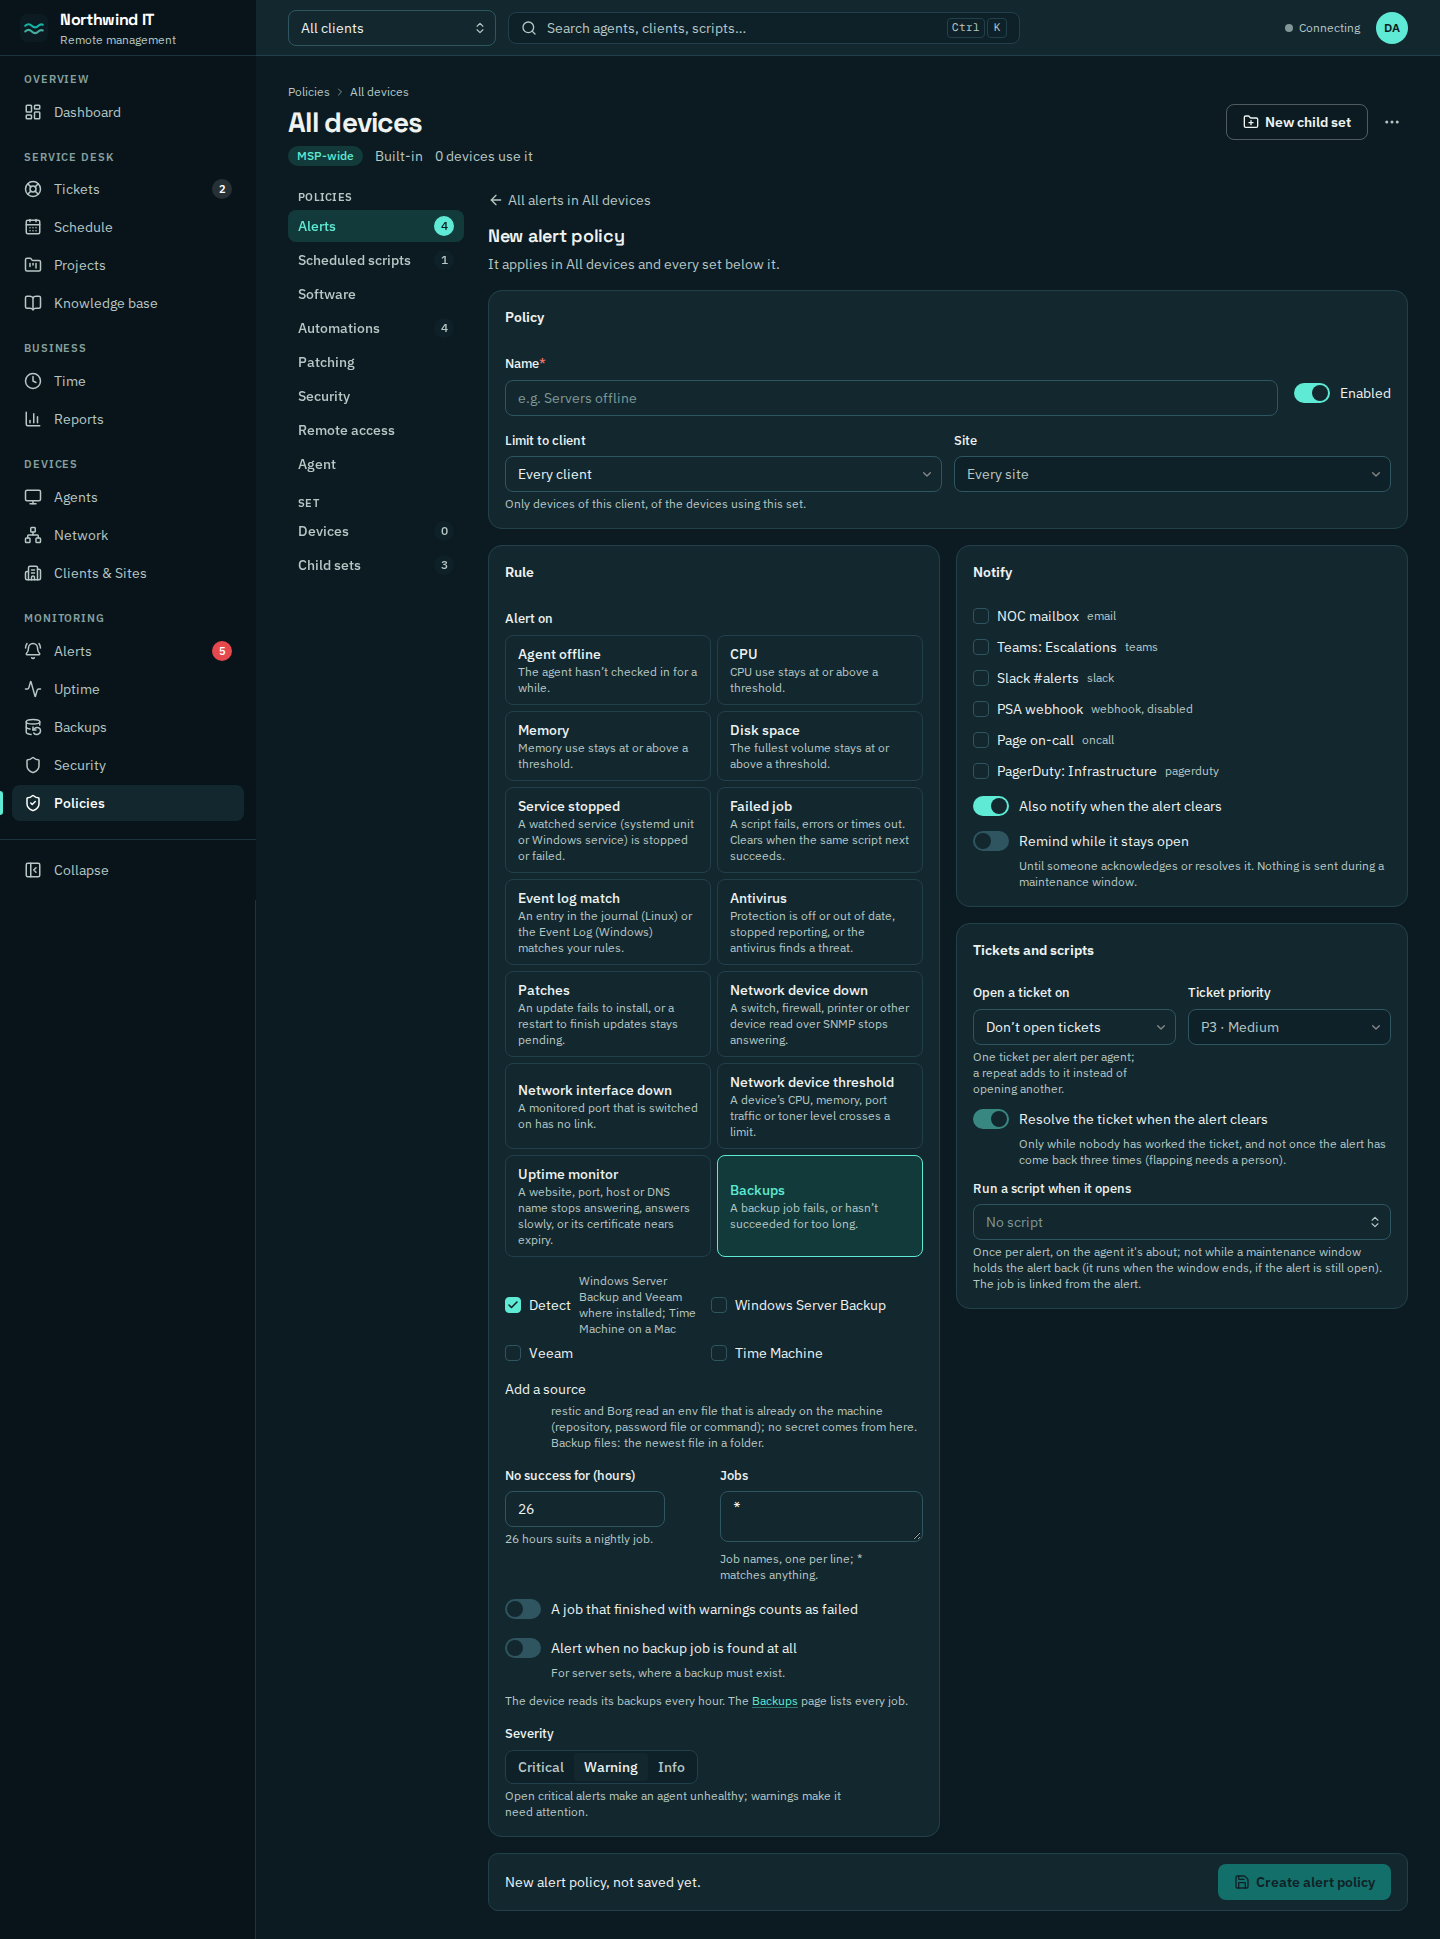 Northwind IT
Remote management
All clients
Search agents, clients, scripts...
Ctrl K
Connecting
DA
OVERVIEW
Dashboard
SERVICE DESK
Tickets 2
Schedule
Projects
Knowledge base
BUSINESS
Time
Reports
DEVICES
Agents
Network
Clients & Sites
MONITORING
Alerts 5
Uptime
Backups
Security
Policies
Collapse
Policies > All devices
All devices
MSP-wide Built-in 0 devices use it
New child set
POLICIES
Alerts 4
Scheduled scripts 1
Software
Automations 4
Patching
Security
Remote access
Agent
SET
Devices 0
Child sets 3
All alerts in All devices
New alert policy
It applies in All devices and every set below it.
Policy
Name*
e.g. Servers offline
Enabled
Limit to client
Every client
Only devices of this client, of the devices using this set.
Site
Every site
Rule
Alert on
Agent offline
The agent hasn't checked in for a
while.
CPU
CPU use stays at or above a
threshold.
Memory
Memory use stays at or above a
threshold.
Disk space
The fullest volume stays at or
above a threshold.
Service stopped
A watched service (systemd unit
or Windows service) is stopped
or failed.
Failed job
A script fails, errors or times out.
Clears when the same script next
succeeds.
Event log match
An entry in the journal (Linux) or
the Event Log (Windows)
matches your rules.
Antivirus
Protection is off or out of date,
stopped reporting, or the
antivirus finds a threat.
Patches
An update fails to install, or a
restart to finish updates stays
pending.
Network device down
A switch, firewall, printer or other
device read over SNMP stops
answering.
Network interface down
A monitored port that is switched
on has no link.
Network device threshold
A device's CPU, memory, port
traffic or toner level crosses a
limit.
Uptime monitor
A website, port, host or DNS
name stops answering, answers
slowly, or its certificate nears
expiry.
Backups
A backup job fails, or hasn't
succeeded for too long.
Detect
Windows Server
Backup and Veeam
where installed; Time
Machine on a Mac
Windows Server Backup
Veeam
Time Machine
Add a source
restic and Borg read an env file that is already on the machine
(repository, password file or command); no secret comes from here.
Backup files: the newest file in a folder.
No success for (hours)
26
26 hours suits a nightly job.
Jobs
*
Job names, one per line; *
matches anything.
A job that finished with warnings counts as failed
Alert when no backup job is found at all
For server sets, where a backup must exist.
The device reads its backups every hour. The Backups page lists every job.
Severity
Critical Warning Info
Open critical alerts make an agent unhealthy; warnings make it
need attention.
Notify
NOC mailbox email
Teams: Escalations teams
Slack #alerts slack
PSA webhook webhook, disabled
Page on-call oncall
PagerDuty: Infrastructure pagerduty
Also notify when the alert clears
Remind while it stays open
Until someone acknowledges or resolves it. Nothing is sent during a
maintenance window.
Tickets and scripts
Open a ticket on
Don't open tickets
One ticket per alert per agent;
a repeat adds to it instead of
opening another.
Ticket priority
P3 · Medium
Resolve the ticket when the alert clears
Only while nobody has worked the ticket, and not once the alert has
come back three times (flapping needs a person).
Run a script when it opens
No script
Once per alert, on the agent it's about; not while a maintenance window
holds the alert back (it runs when the window ends, if the alert is still open).
The job is linked from the alert.
New alert policy, not saved yet.
Create alert policy